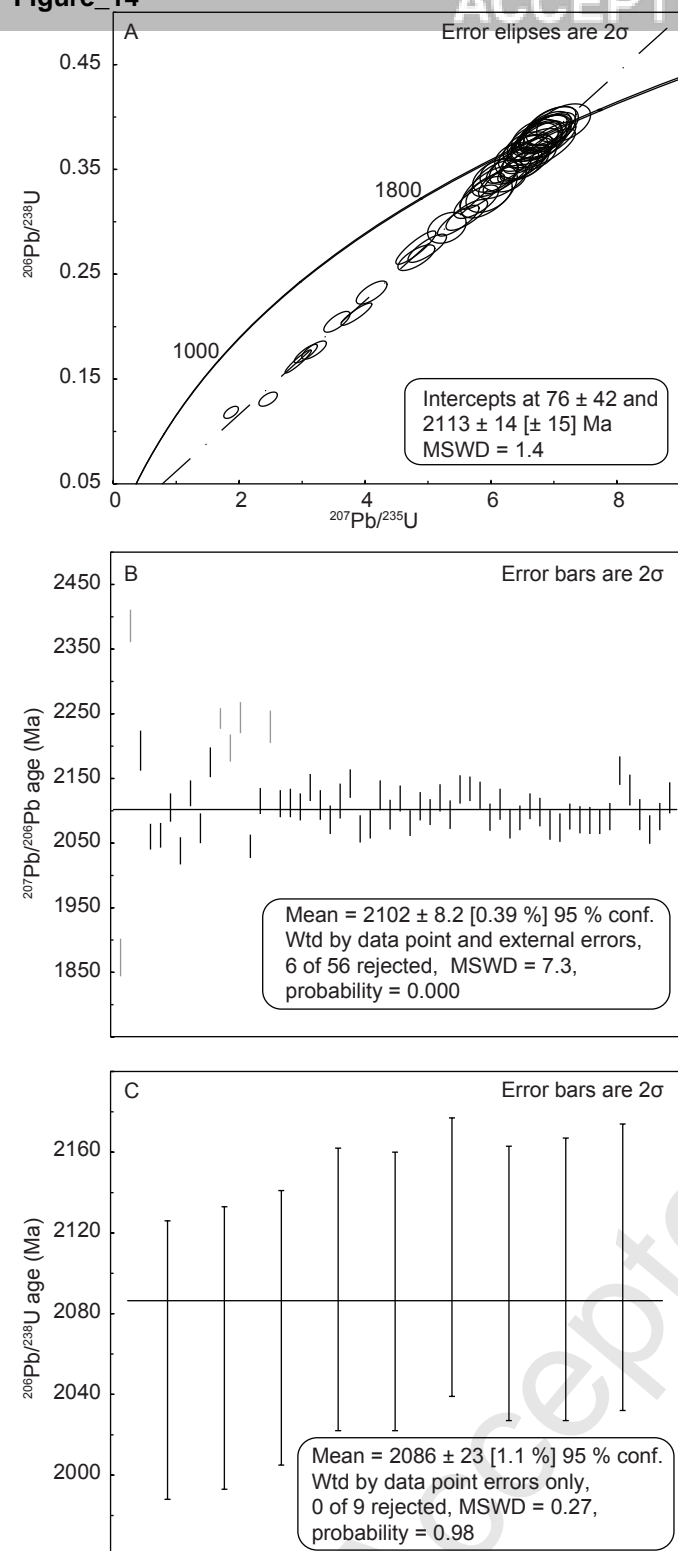 Figure_14
ACCEPT
A
Error elipses are 2σ
0.45
0.35
0.25
0.15
0.05
206Pb/238U
1800
1000
Intercepts at 76 ± 42 and
2113 ± 14 [± 15] Ma
MSWD = 1.4
0 2 4 6 8
207Pb/235U
B
Error bars are 2σ
2450
2350
2250
2150
2050
1950
1850
207Pb/206Pb age (Ma)
Mean = 2102 ± 8.2 [0.39 %] 95 % conf.
Wtd by data point and external errors,
6 of 56 rejected, MSWD = 7.3,
probability = 0.000
C
Error bars are 2σ
2160
2120
2080
2040
2000
206Pb/238U age (Ma)
Mean = 2086 ± 23 [1.1 %] 95 % conf.
Wtd by data point errors only,
0 of 9 rejected, MSWD = 0.27,
probability = 0.98
Accepte